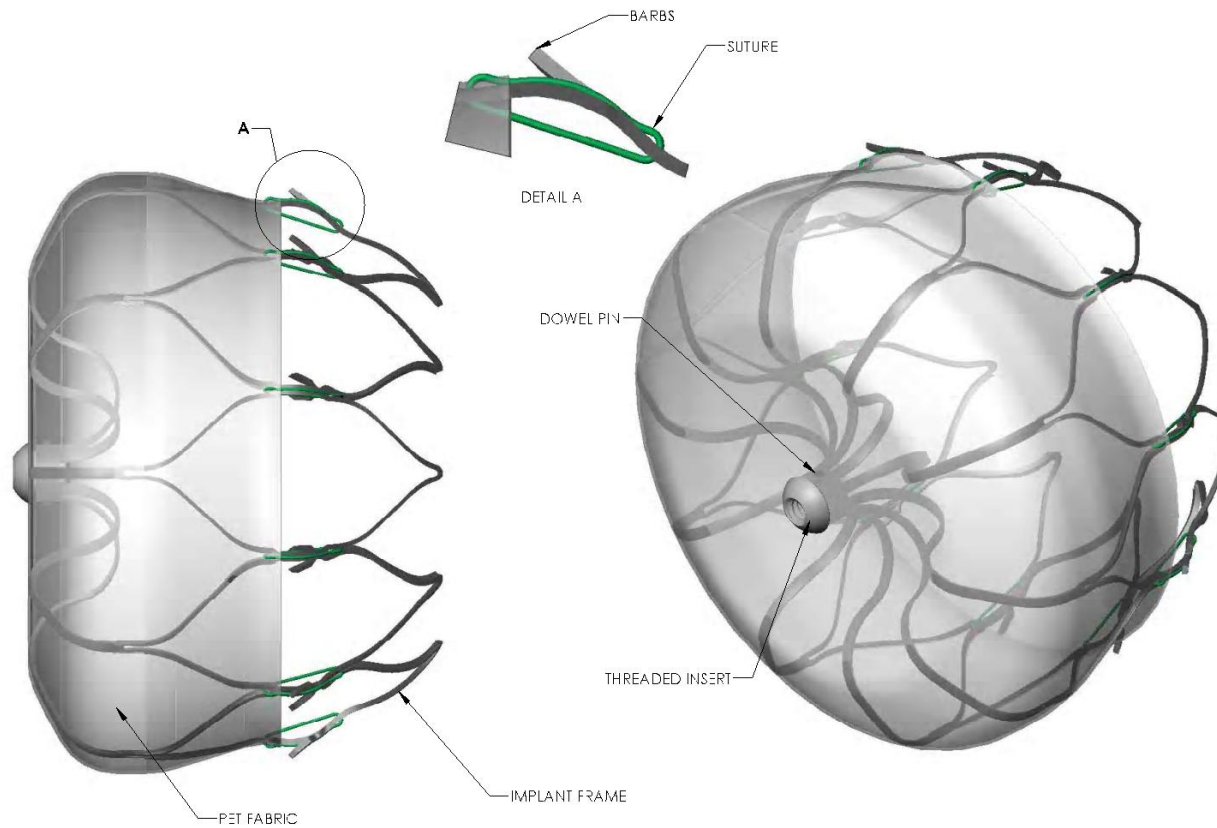 BARBS
SUTURE
A
DETAIL A
DOWEL PIN
THREADED INSERT
IMPLANT FRAME
PET FABRIC